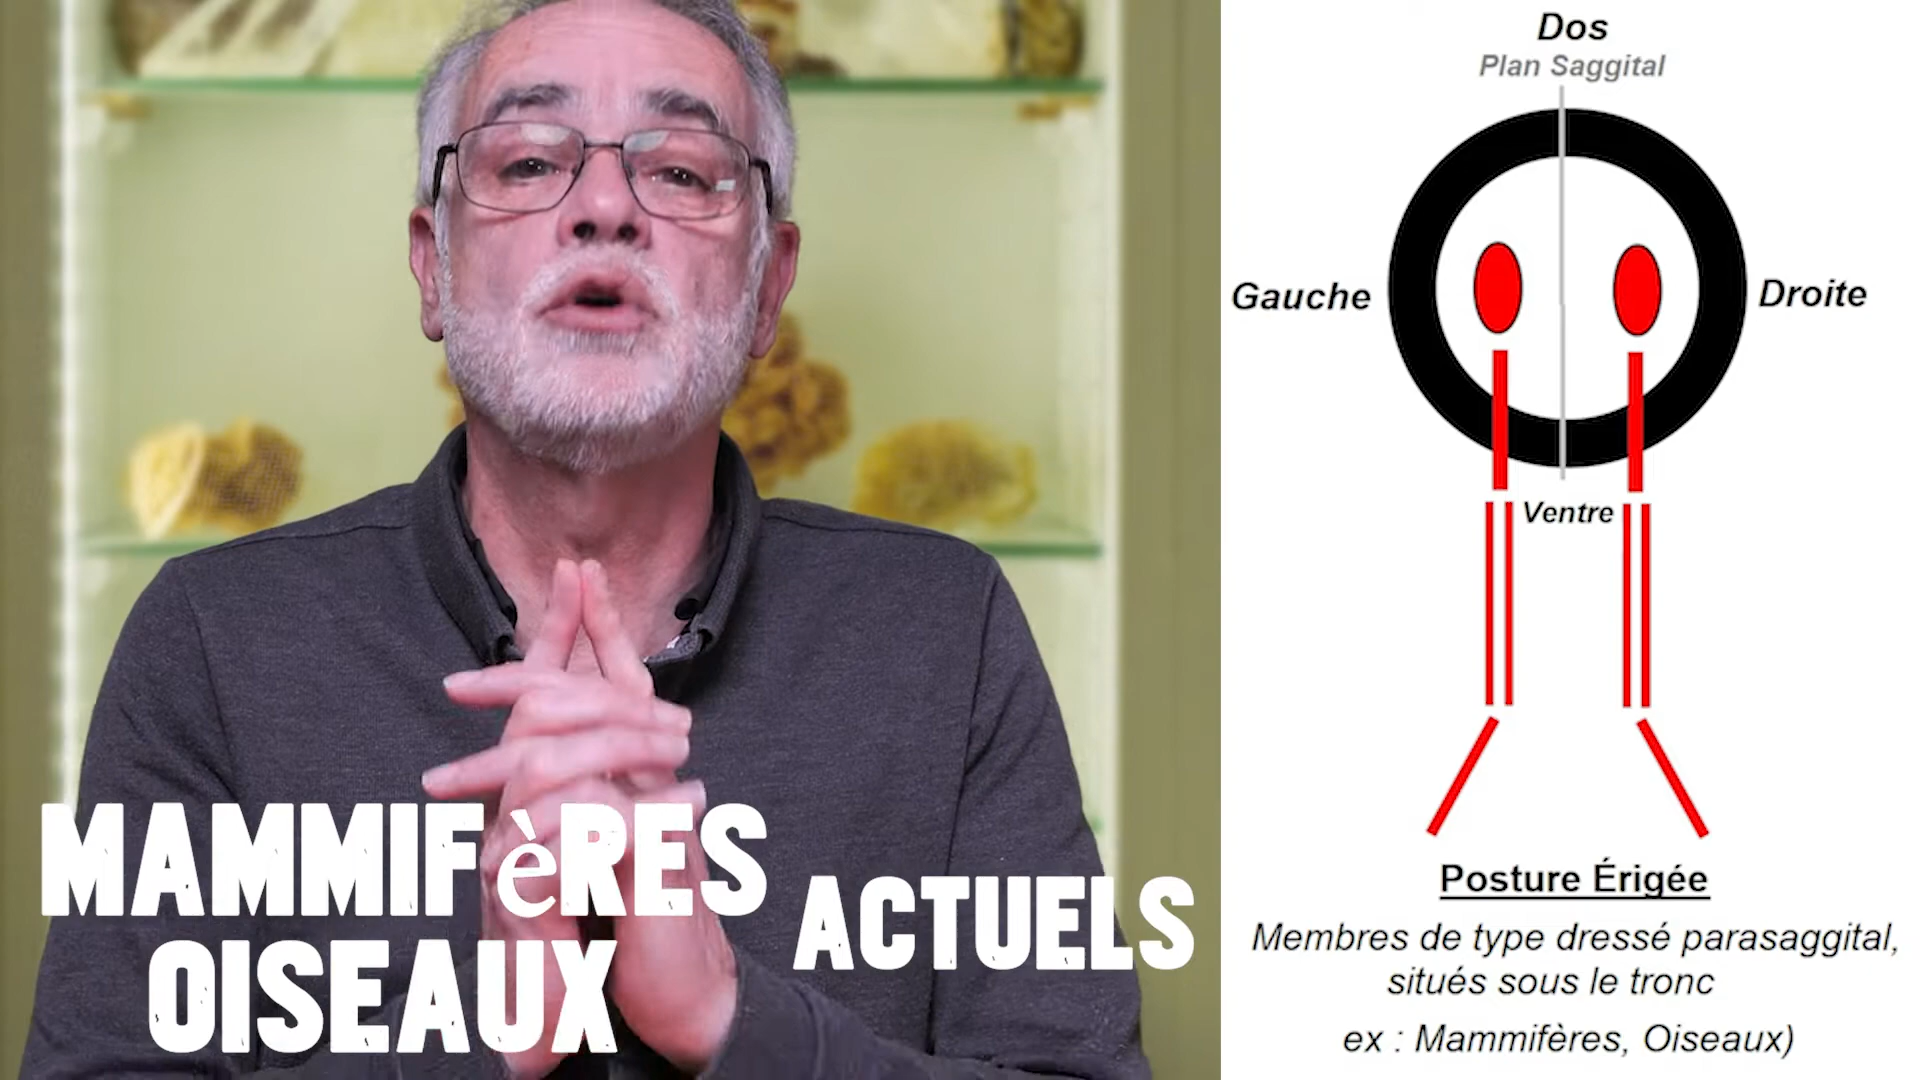 MAMMIFèRES
OISEAUX
ACTUELS
Dos
Plan Saggital
Gauche
Droite
Ventre
Posture Érigée
Membres de type dressé parasaggital,
situés sous le tronc
ex : Mammifères, Oiseaux)